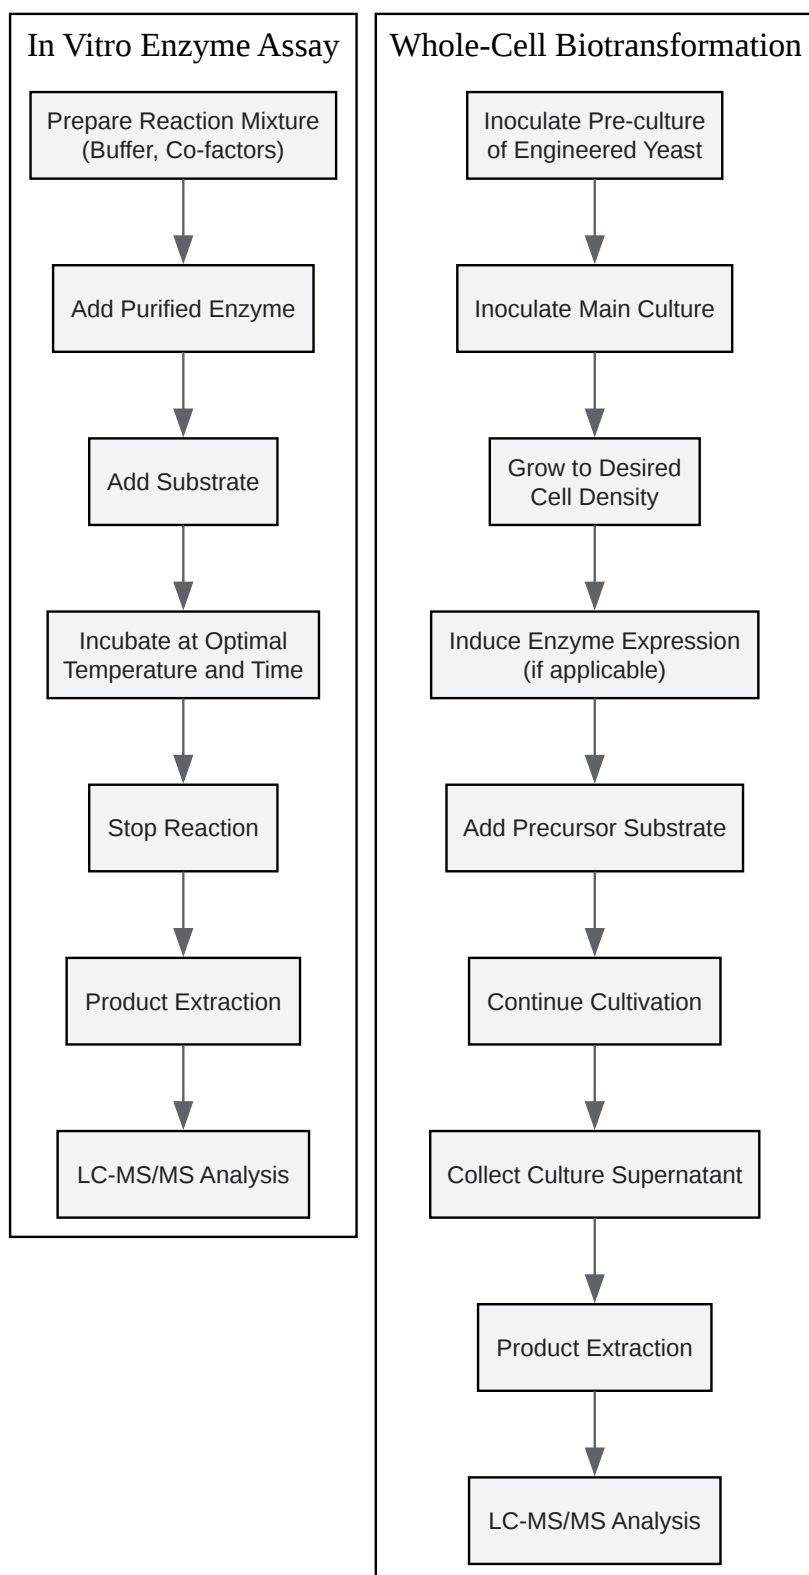 In Vitro Enzyme Assay
Prepare Reaction Mixture
(Buffer, Co-factors)
Add Purified Enzyme
Add Substrate
Incubate at Optimal
Temperature and Time
Stop Reaction
Product Extraction
LC-MS/MS Analysis
Whole-Cell Biotransformation
Inoculate Pre-culture
of Engineered Yeast
Inoculate Main Culture
Grow to Desired
Cell Density
Induce Enzyme Expression
(if applicable)
Add Precursor Substrate
Continue Cultivation
Collect Culture Supernatant
Product Extraction
LC-MS/MS Analysis